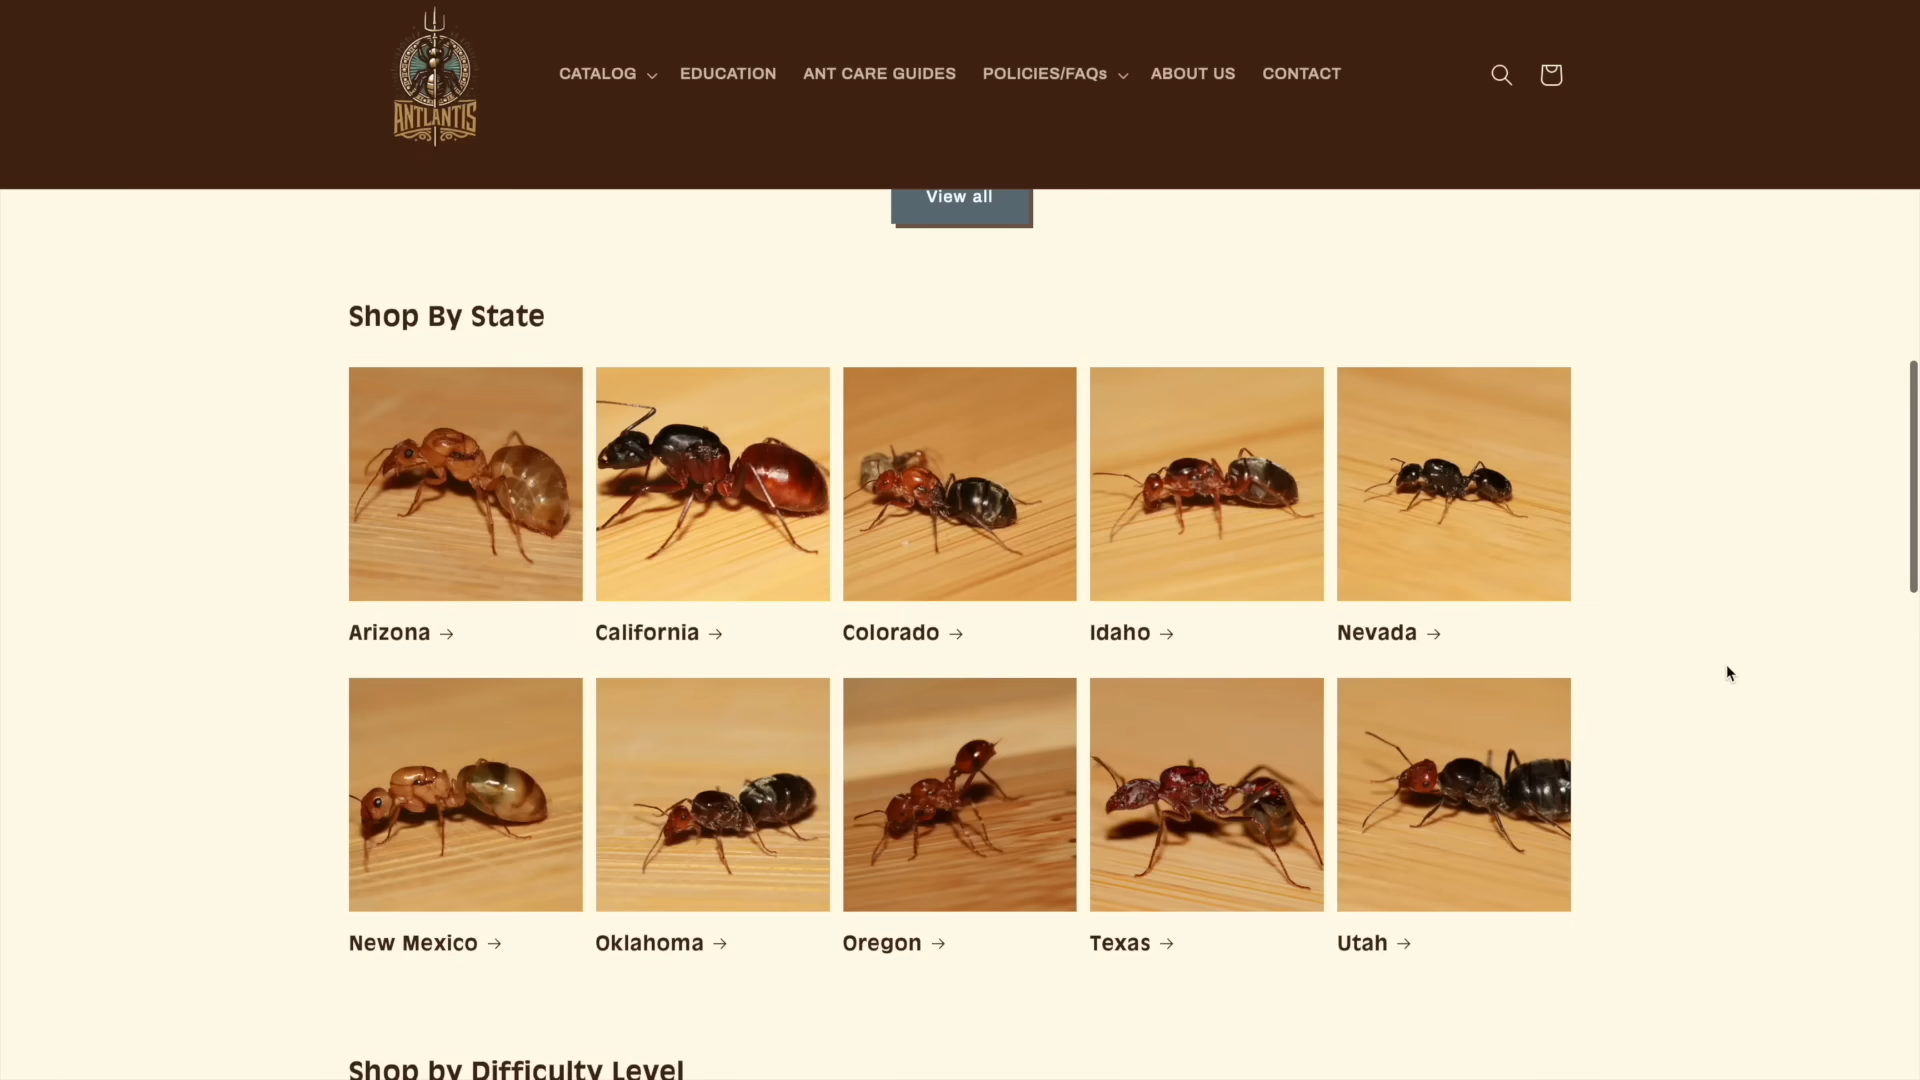 ANTLANTIS
CATALOG EDUCATION ANT CARE GUIDES POLICIES/FAQs ABOUT US CONTACT
View all
Shop By State
Arizona → California → Colorado → Idaho → Nevada →
New Mexico → Oklahoma → Oregon → Texas → Utah →
Shop by Difficulty Level